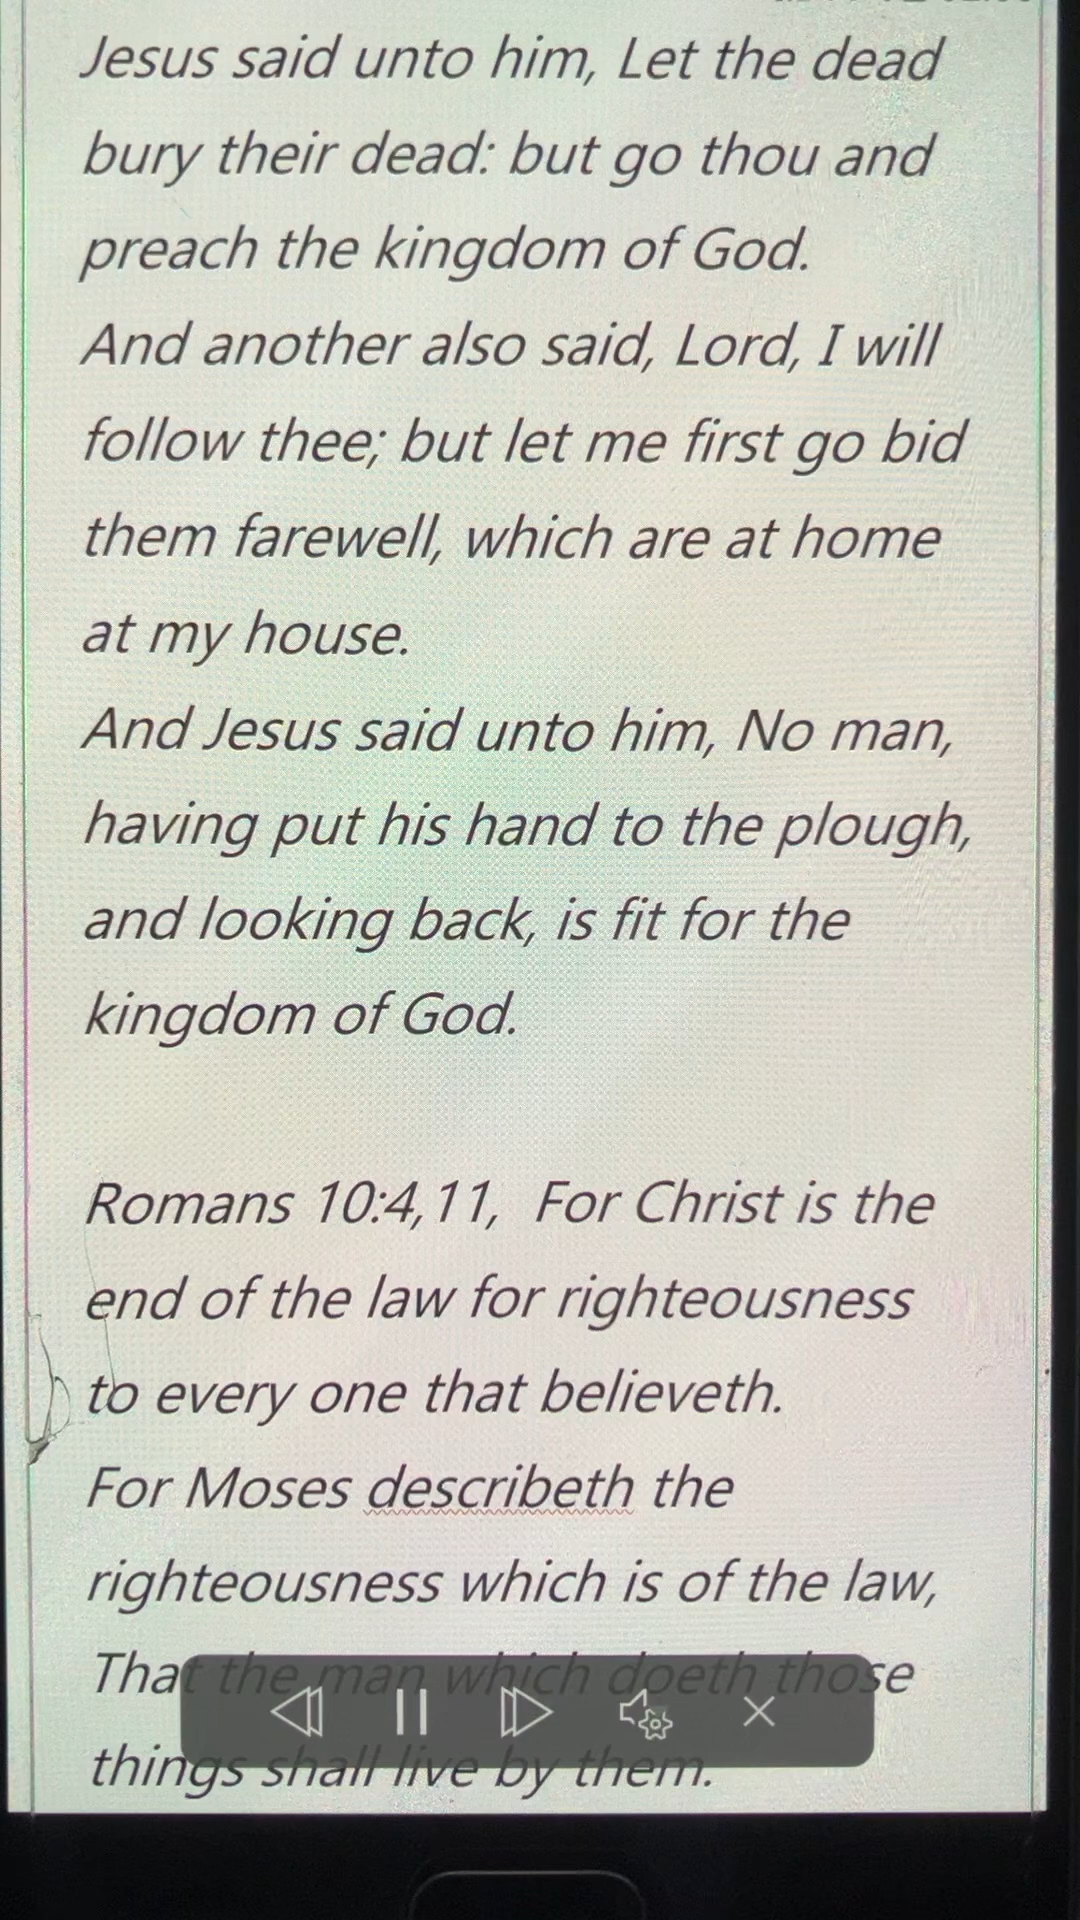 Jesus said unto him, Let the dead
bury their dead: but go thou and
preach the kingdom of God.
And another also said, Lord, I will
follow thee; but let me first go bid
them farewell, which are at home
at my house.
And Jesus said unto him, No man,
having put his hand to the plough,
and looking back, is fit for the
kingdom of God.
Romans 10:4,11,  For Christ is the
end of the law for righteousness
to every one that believeth.
For Moses describeth the
righteousness which is of the law,
That the man which doeth those
things shall live by them.